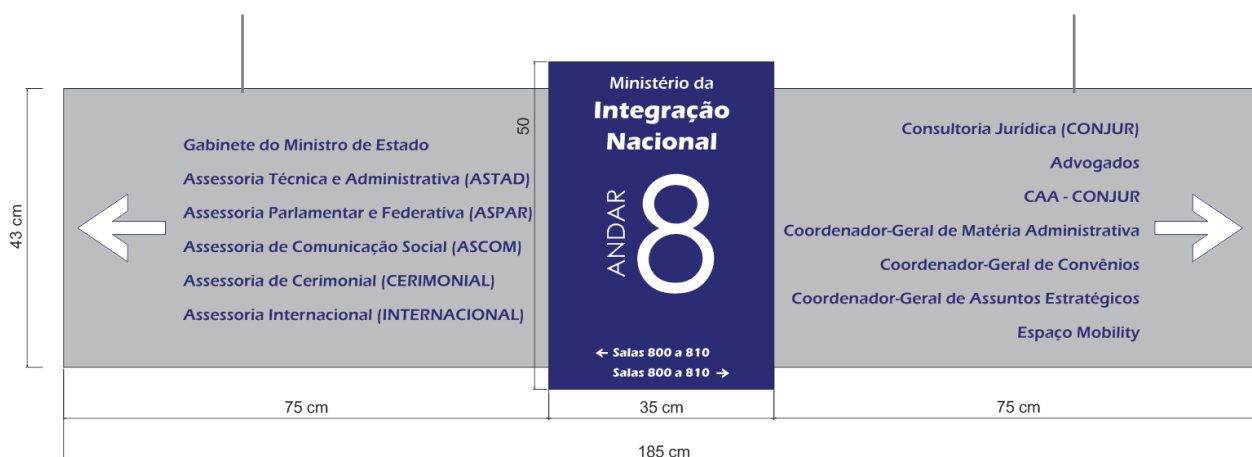 43 cm
Gabinete do Ministro de Estado
Assessoria Técnica e Administrativa (ASTAD)
Assessoria Parlamentar e Federativa (ASPAR)
Assessoria de Comunicação Social (ASCOM)
Assessoria de Cerimonial (CERIMONIAL)
Assessoria Internacional (INTERNACIONAL)
50
Ministério da
Integração
Nacional
ANDAR
8
← Salas 800 a 810
Salas 800 a 810 →
Consultoria Jurídica (CONJUR)
Advogados
CAA - CONJUR
Coordenador-Geral de Matéria Administrativa
Coordenador-Geral de Convênios
Coordenador-Geral de Assuntos Estratégicos
Espaço Mobility
75 cm
35 cm
75 cm
185 cm